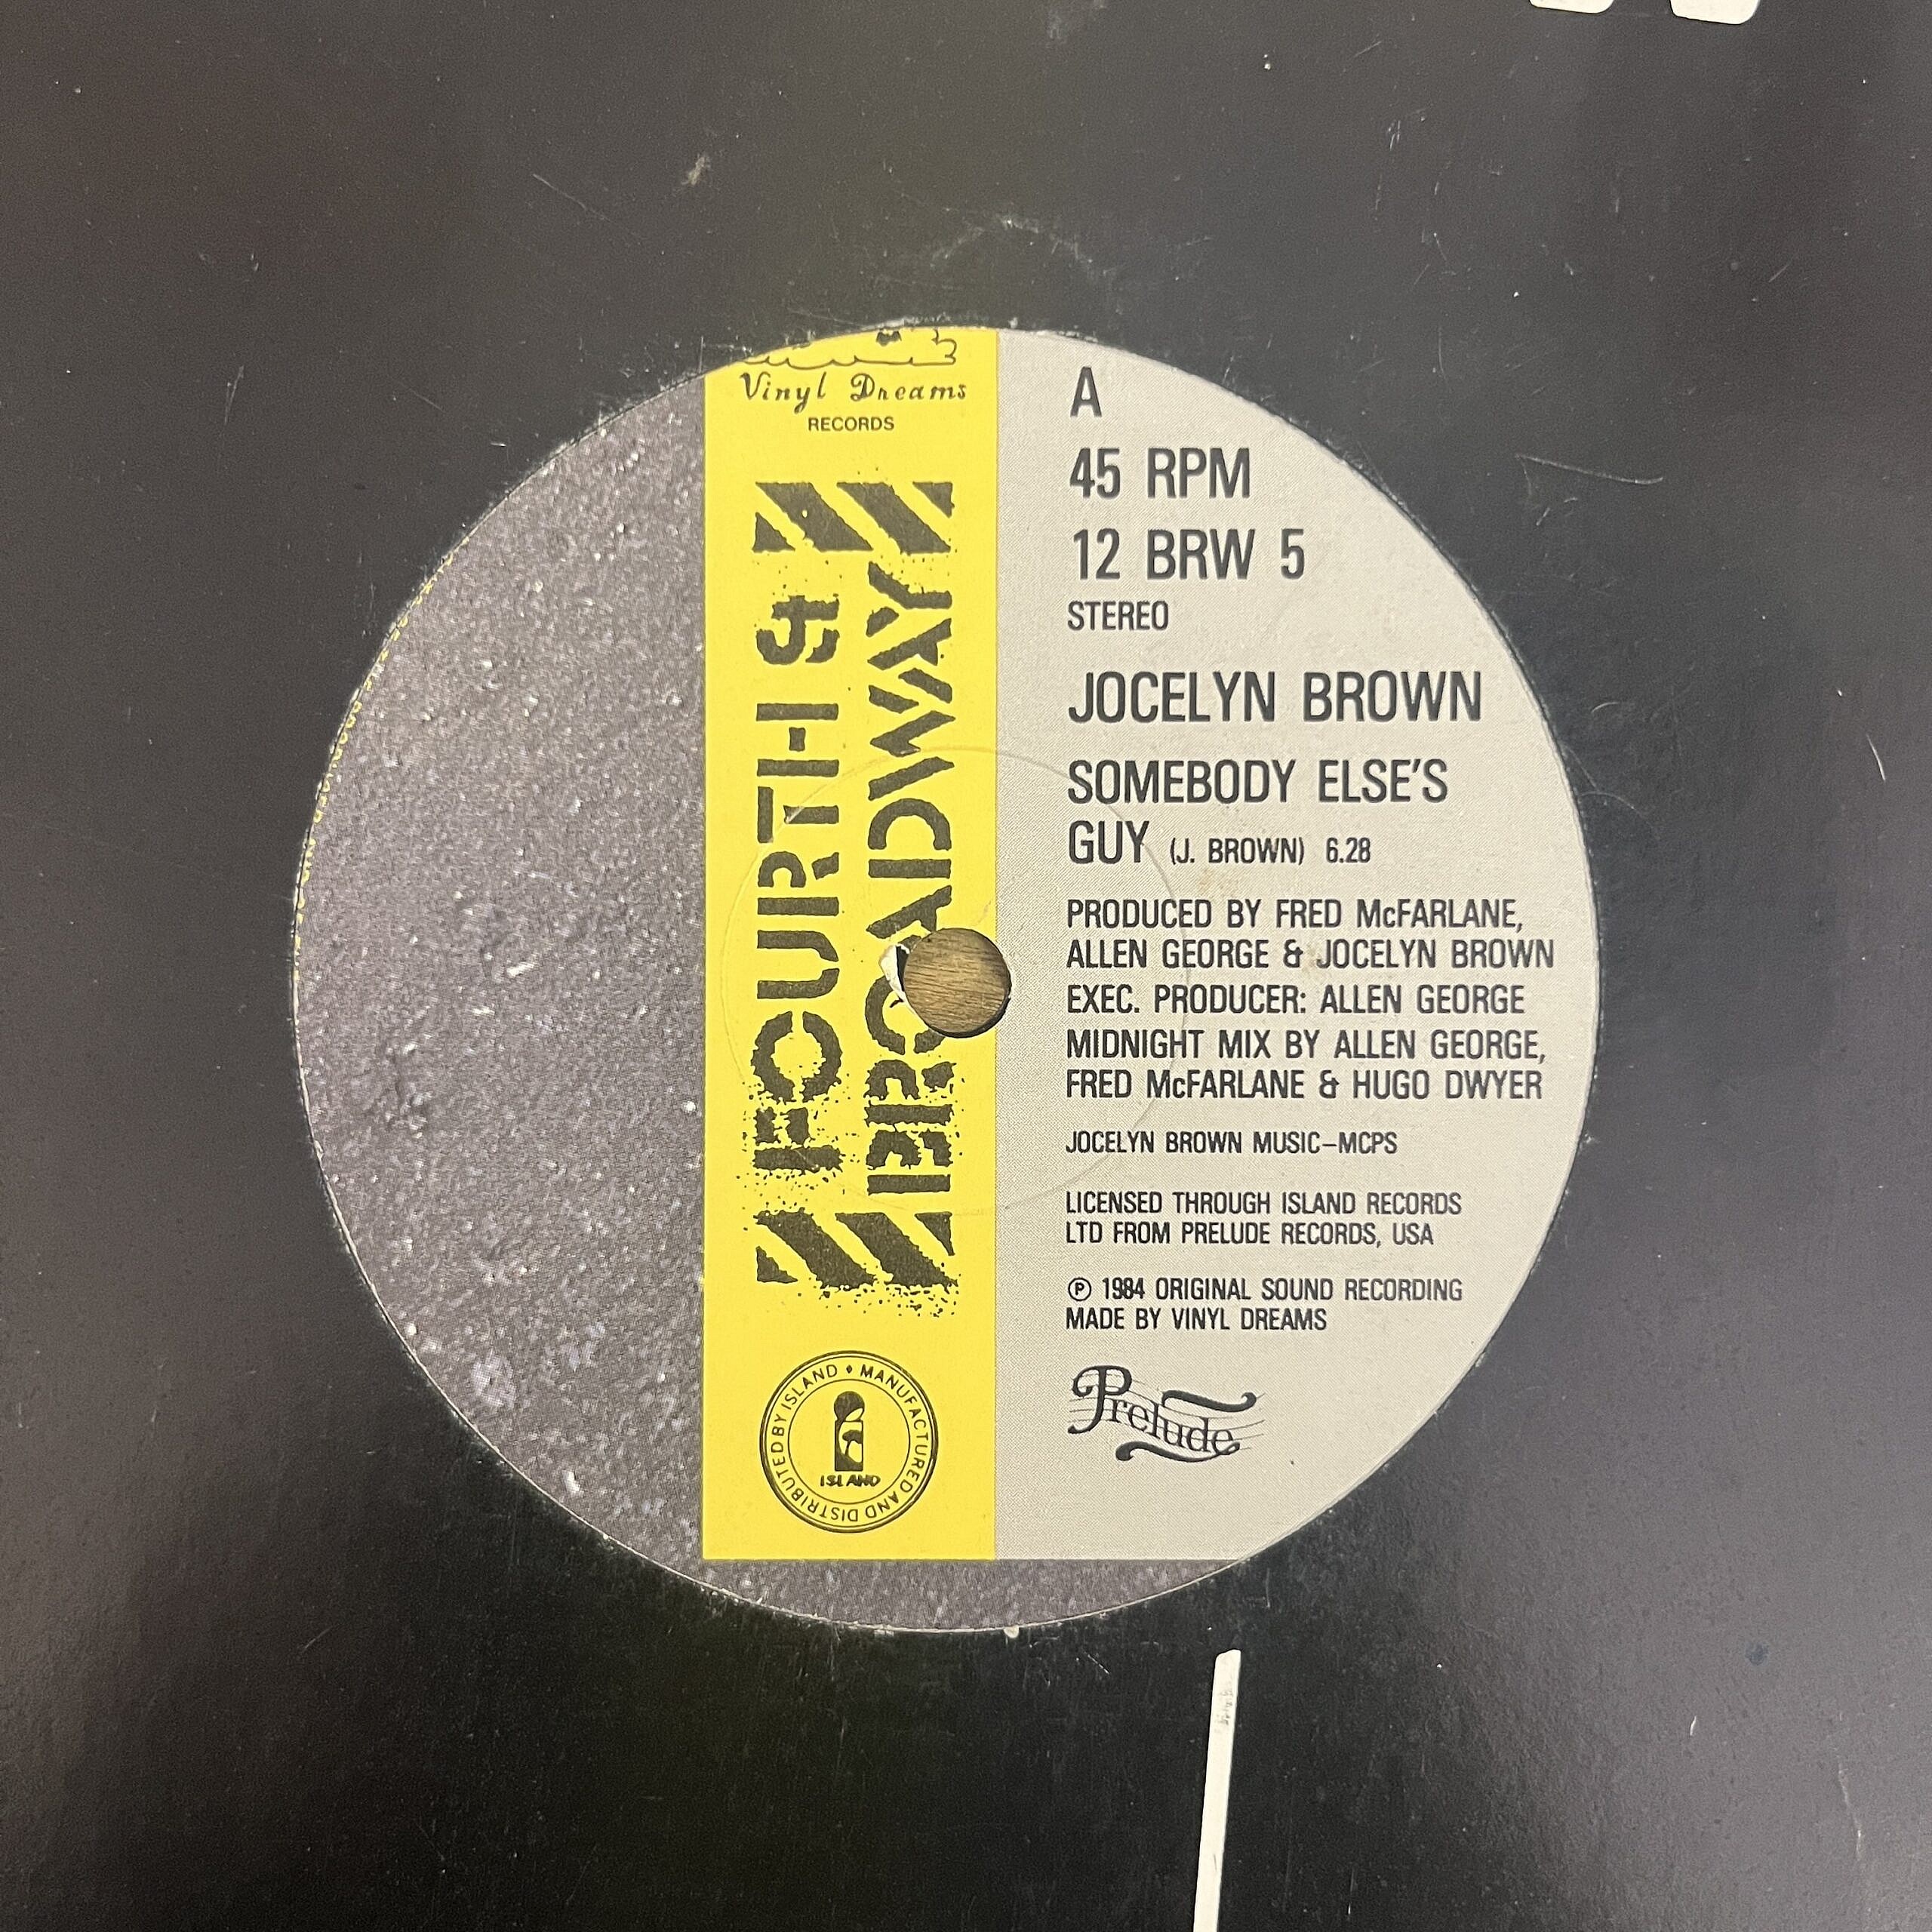 Vinyl Dreams
RECORDS
FOURTH &
BROADWAY
MANUFACTURED AND DISTRIBUTED BY ISLAND
ISLAND
A
45 RPM
12 BRW 5
STEREO
JOCELYN BROWN
SOMEBODY ELSE'S
GUY (J. BROWN) 6.28
PRODUCED BY FRED McFARLANE,
ALLEN GEORGE & JOCELYN BROWN
EXEC. PRODUCER: ALLEN GEORGE
MIDNIGHT MIX BY ALLEN GEORGE,
FRED McFARLANE & HUGO DWYER
JOCELYN BROWN MUSIC–MCPS
LICENSED THROUGH ISLAND RECORDS
LTD FROM PRELUDE RECORDS, USA
℗ 1984 ORIGINAL SOUND RECORDING
MADE BY VINYL DREAMS
Prelude